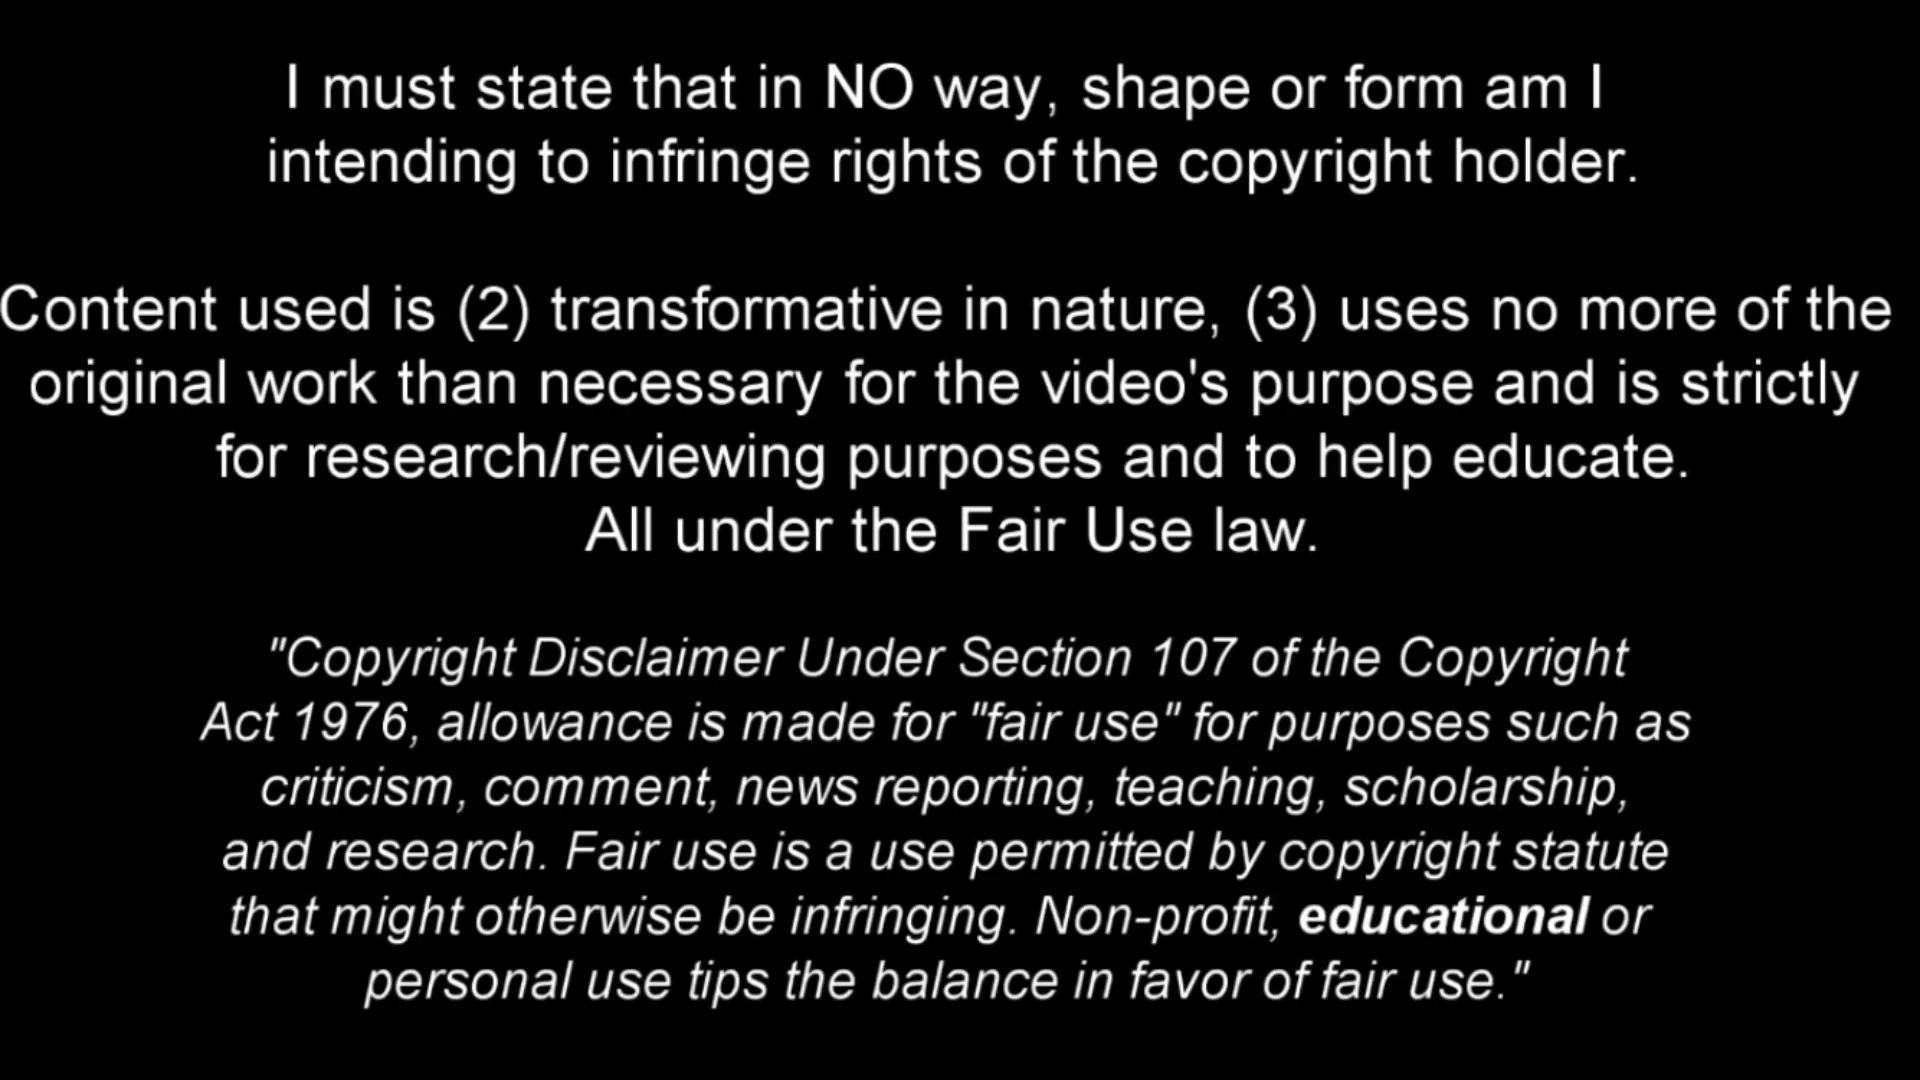 I must state that in NO way, shape or form am I
intending to infringe rights of the copyright holder.
Content used is (2) transformative in nature, (3) uses no more of the
original work than necessary for the video's purpose and is strictly
for research/reviewing purposes and to help educate.
All under the Fair Use law.
"Copyright Disclaimer Under Section 107 of the Copyright
Act 1976, allowance is made for "fair use" for purposes such as
criticism, comment, news reporting, teaching, scholarship,
and research. Fair use is a use permitted by copyright statute
that might otherwise be infringing. Non-profit, educational or
personal use tips the balance in favor of fair use."